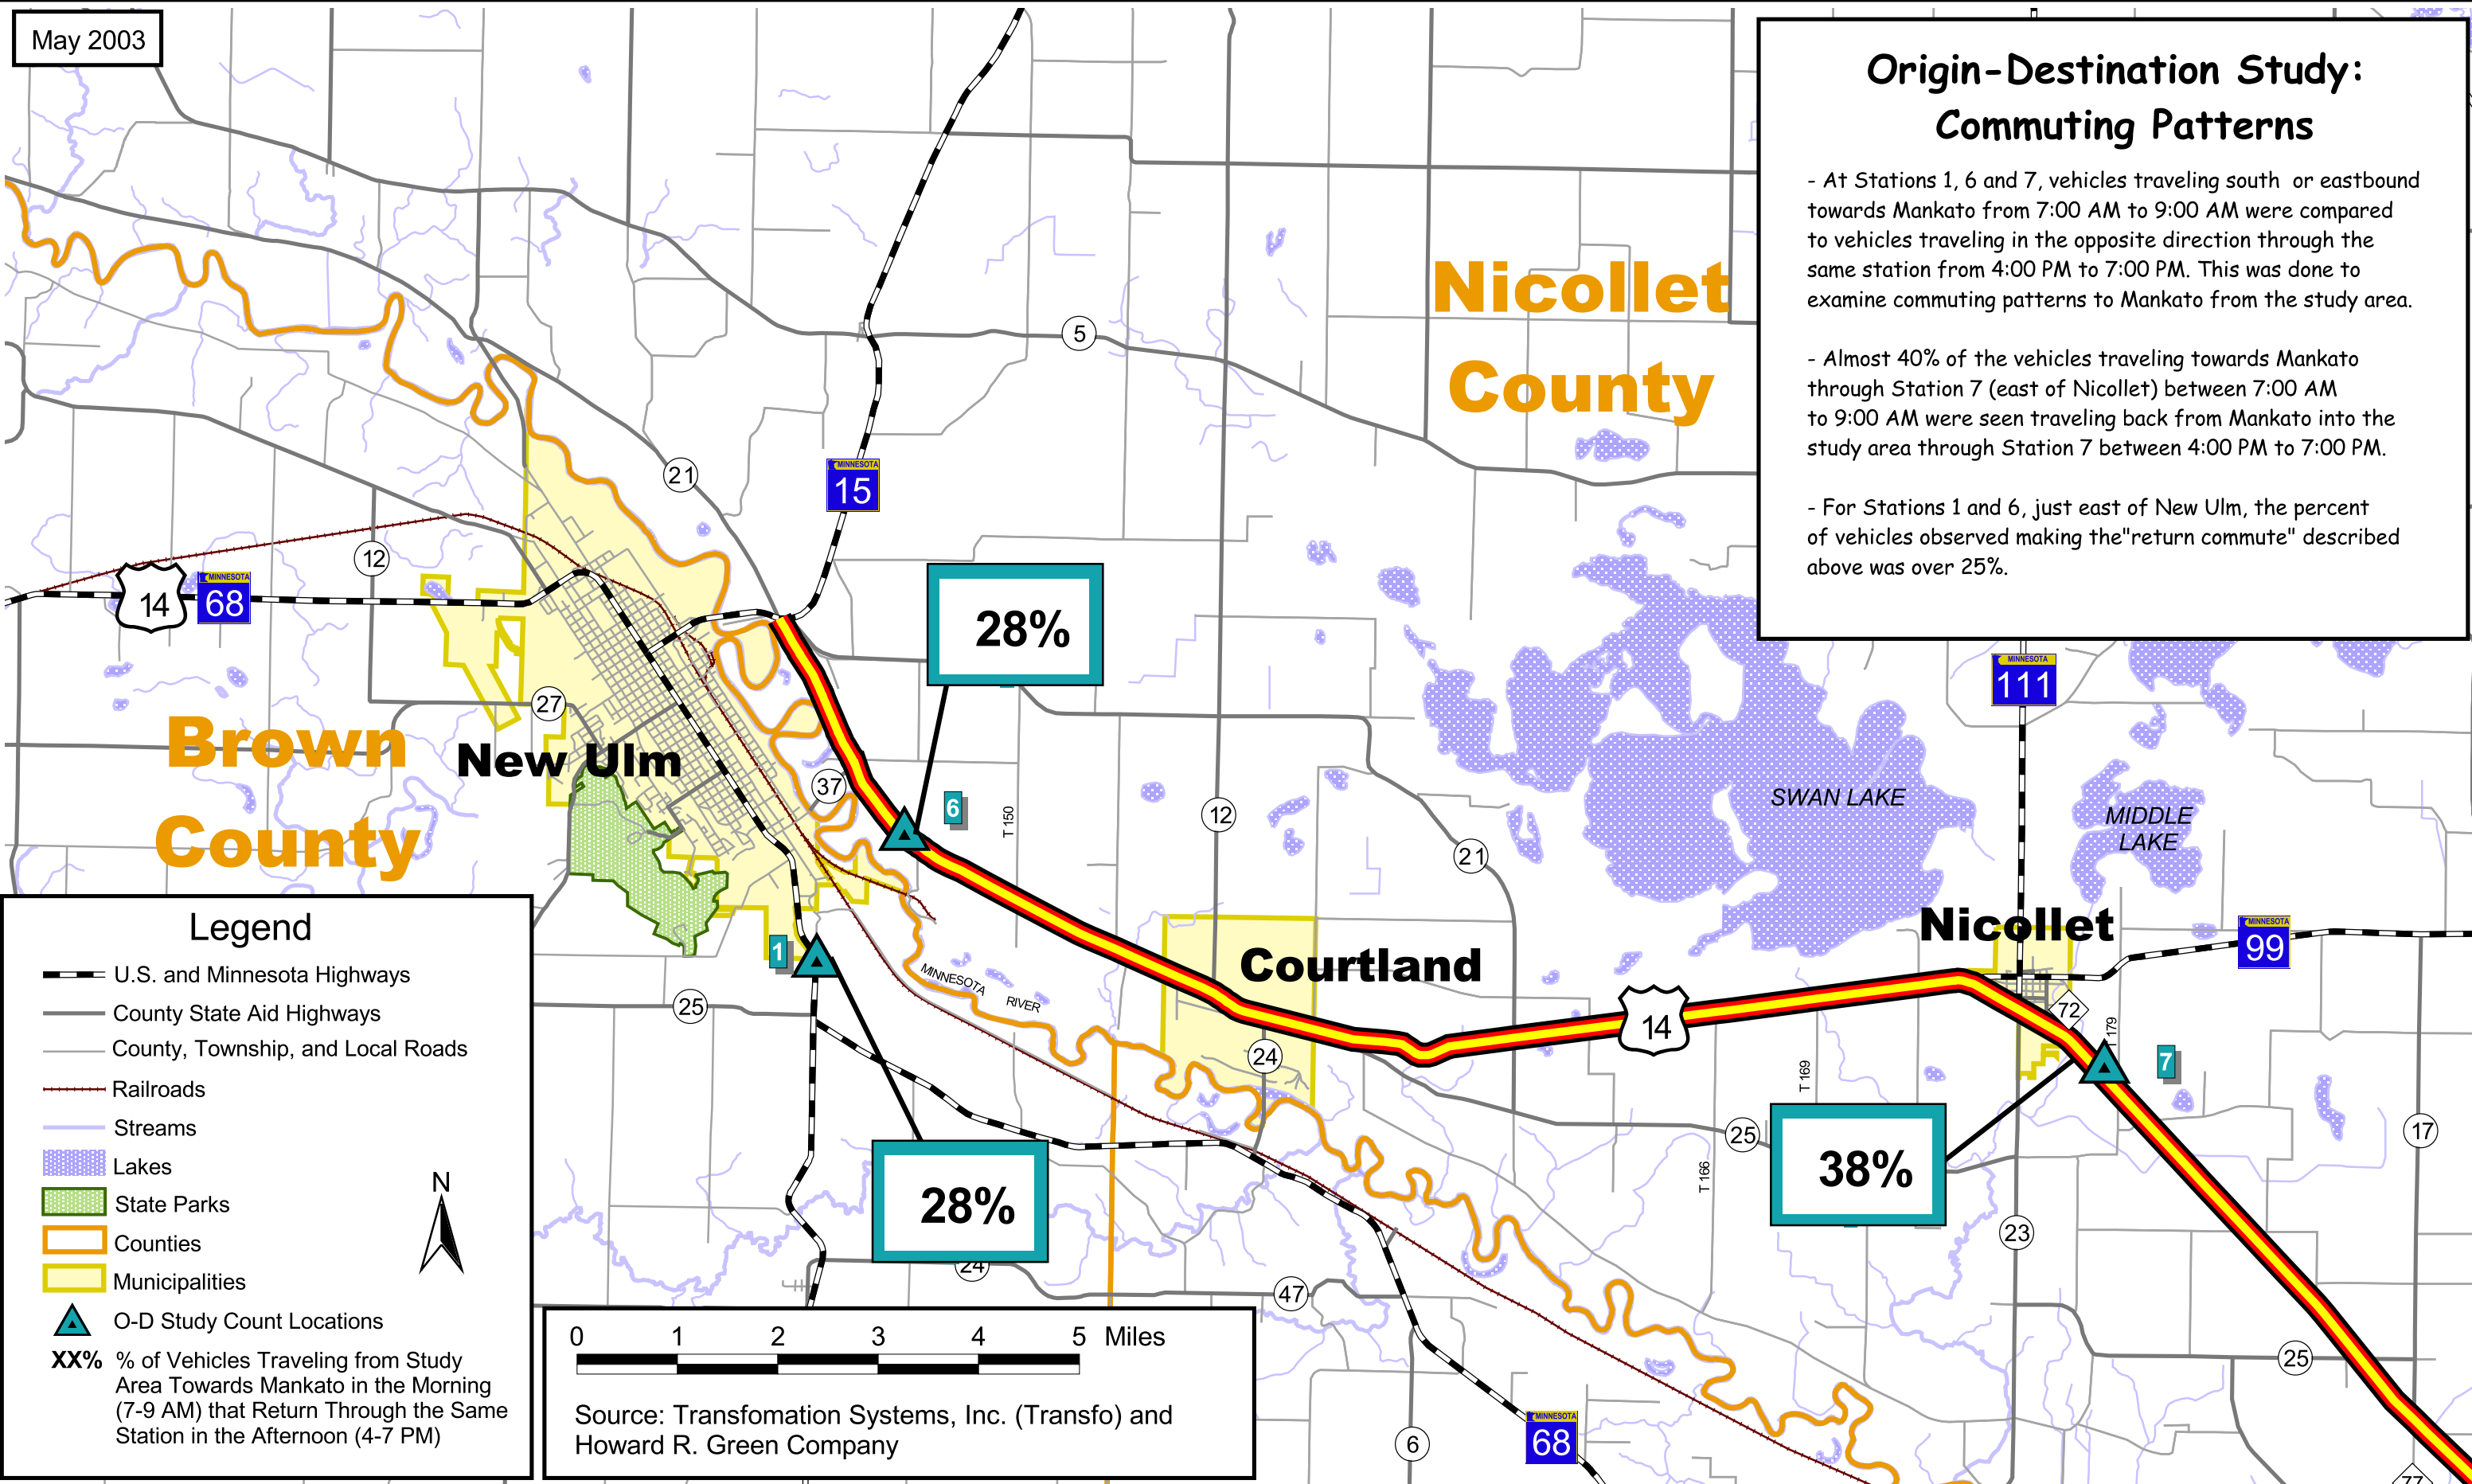 May 2003
Origin-Destination Study:
Commuting Patterns
- At Stations 1, 6 and 7, vehicles traveling south or eastbound
towards Mankato from 7:00 AM to 9:00 AM were compared
to vehicles traveling in the opposite direction through the
same station from 4:00 PM to 7:00 PM. This was done to
examine commuting patterns to Mankato from the study area.
- Almost 40% of the vehicles traveling towards Mankato
through Station 7 (east of Nicollet) between 7:00 AM
to 9:00 AM were seen traveling back from Mankato into the
study area through Station 7 between 4:00 PM to 7:00 PM.
- For Stations 1 and 6, just east of New Ulm, the percent
of vehicles observed making the"return commute" described
above was over 25%.
Nicollet
County
5
21
MINNESOTA
15
12
14
MINNESOTA
68
28%
MINNESOTA
111
27
Brown
County
New Ulm
37
6
T 150
12
21
SWAN LAKE
MIDDLE
LAKE
Nicollet
MINNESOTA
99
Courtland
1
MINNESOTA
RIVER
25
14
72
T 179
24
7
T 169
25
T 166
17
38%
28%
23
24
47
25
6
MINNESOTA
68
77
Legend
U.S. and Minnesota Highways
County State Aid Highways
County, Township, and Local Roads
Railroads
Streams
Lakes
State Parks
Counties
Municipalities
O-D Study Count Locations
XX% % of Vehicles Traveling from Study
Area Towards Mankato in the Morning
(7-9 AM) that Return Through the Same
Station in the Afternoon (4-7 PM)
N
0 1 2 3 4 5 Miles
Source: Transfomation Systems, Inc. (Transfo) and
Howard R. Green Company